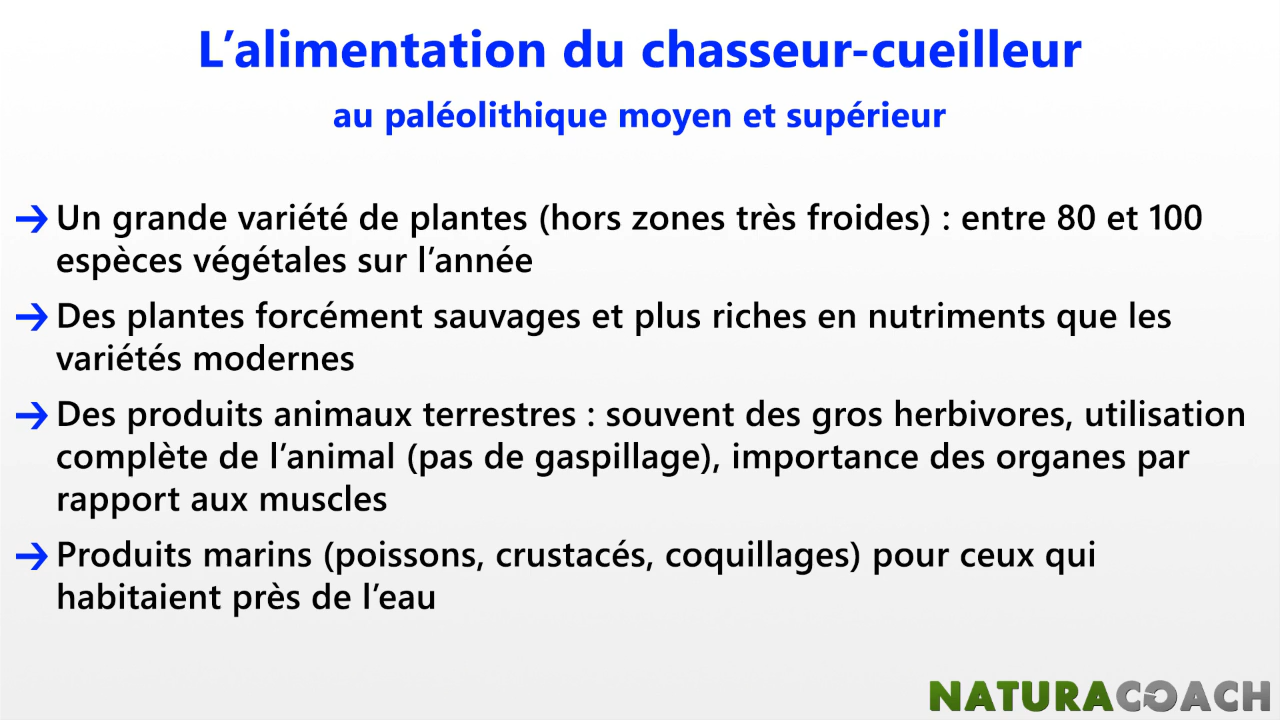 L’alimentation du chasseur-cueilleur
au paléolithique moyen et supérieur
→ Un grande variété de plantes (hors zones très froides) : entre 80 et 100
espèces végétales sur l’année
→ Des plantes forcément sauvages et plus riches en nutriments que les
variétés modernes
→ Des produits animaux terrestres : souvent des gros herbivores, utilisation
complète de l’animal (pas de gaspillage), importance des organes par
rapport aux muscles
→ Produits marins (poissons, crustacés, coquillages) pour ceux qui
habitaient près de l’eau
NATURACOACH